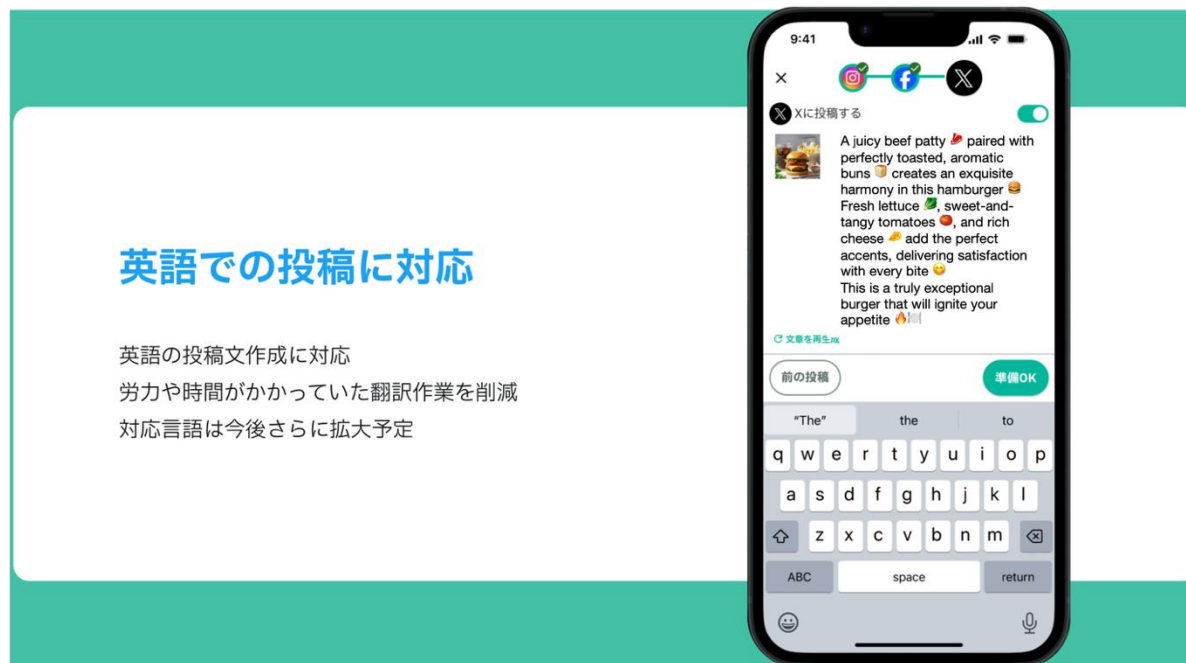 英語での投稿に対応
英語の投稿文作成に対応
労力や時間がかかっていた翻訳作業を削減
対応言語は今後さらに拡大予定
9:41
Xに投稿する
A juicy beef patty 🥩 paired with
perfectly toasted, aromatic
buns 🍞 creates an exquisite
harmony in this hamburger 🍔
Fresh lettuce 🥬, sweet-and-
tangy tomatoes 🍅, and rich
cheese 🧀 add the perfect
accents, delivering satisfaction
with every bite 😋
This is a truly exceptional
burger that will ignite your
appetite 🔥🍽️
文章を再生成
前の投稿
準備OK
“The” the to
q w e r t y u i o p
a s d f g h j k l
z x c v b n m
ABC space return